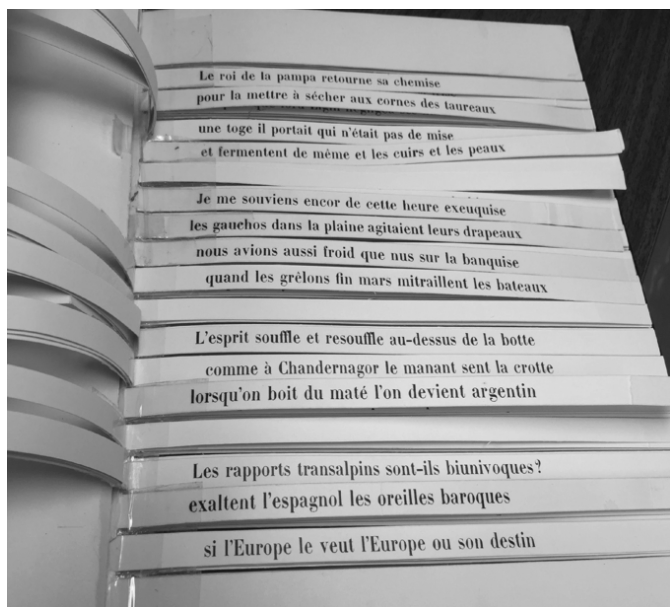 Le roi de la pampa retourne sa chemise
pour la mettre à sécher aux cornes des taureaux
une toge il portait qui n'était pas de mise
et fermentent de même et les cuirs et les peaux
Je me souviens encor de cette heure exeuquise
les gauchos dans la plaine agitaient leurs drapeaux
nous avions aussi froid que nus sur la banquise
quand les grêlons fin mars mitraillent les bateaux
L'esprit souffle et resouffle au-dessus de la botte
comme à Chandernagor le manant sent la crotte
lorsqu'on boit du maté l'on devient argentin
Les rapports transalpins sont-ils biunivoques?
exaltent l'espagnol les oreilles baroques
si l'Europe le veut l'Europe ou son destin